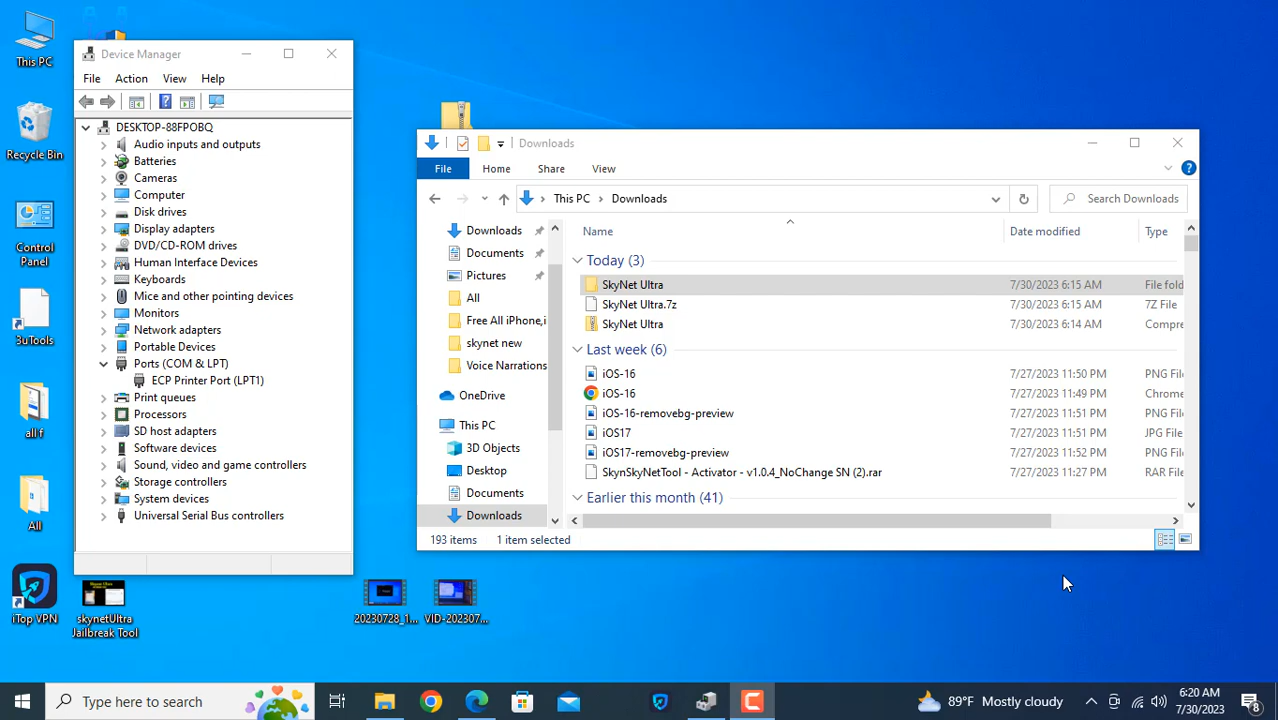 This PC
Recycle Bin
Control
Panel
3uTools
all f
All
iTop VPN
skynetUltra
Jailbreak Tool
20230728_1...
VID-202307...
Device Manager
File Action View Help
DESKTOP-88FPOBQ
Audio inputs and outputs
Batteries
Cameras
Computer
Disk drives
Display adapters
DVD/CD-ROM drives
Human Interface Devices
Keyboards
Mice and other pointing devices
Monitors
Network adapters
Portable Devices
Ports (COM & LPT)
ECP Printer Port (LPT1)
Print queues
Processors
SD host adapters
Software devices
Sound, video and game controllers
Storage controllers
System devices
Universal Serial Bus controllers
Downloads
File Home Share View
This PC Downloads
Search Downloads
Downloads
Documents
Pictures
All
Free All iPhone,i
skynet new
Voice Narrations
OneDrive
This PC
3D Objects
Desktop
Documents
Downloads
Name Date modified Type
Today (3)
SkyNet Ultra 7/30/2023 6:15 AM File fold
SkyNet Ultra.7z 7/30/2023 6:15 AM 7Z File
SkyNet Ultra 7/30/2023 6:14 AM Compre
Last week (6)
iOS-16 7/27/2023 11:50 PM PNG File
iOS-16 7/27/2023 11:49 PM Chrome
iOS-16-removebg-preview 7/27/2023 11:51 PM PNG File
iOS17 7/27/2023 11:51 PM JPG File
iOS17-removebg-preview 7/27/2023 11:52 PM PNG File
SkynSkyNetTool - Activator - v1.0.4_NoChange SN (2).rar 7/27/2023 11:27 PM RAR File
Earlier this month (41)
193 items 1 item selected
Type here to search
89°F Mostly cloudy
6:20 AM
7/30/2023
8